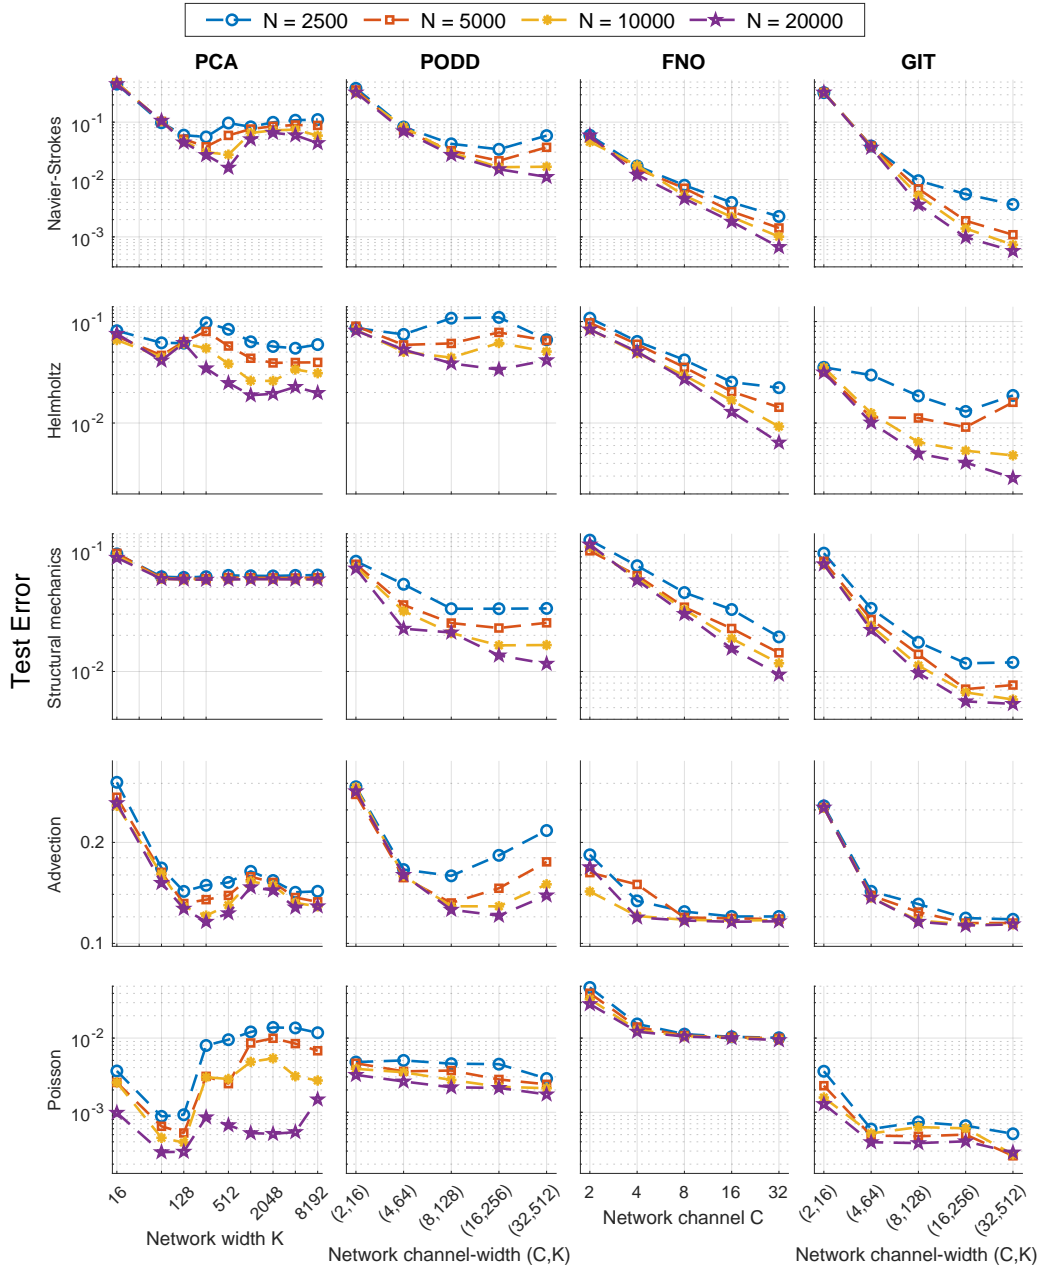 N = 2500 N = 5000 N = 10000 N = 20000
PCA PODD FNO GIT
Navier-Strokes
10^-1
10^-2
10^-3
Helmholtz
10^-1
10^-2
Test Error
Structural mechanics
10^-1
10^-2
Advection
0.2
0.1
Poisson
10^-2
10^-3
16 128 512 2048 8192
Network width K
(2,16) (4,64) (8,128) (16,256) (32,512)
Network channel-width (C,K)
2 4 8 16 32
Network channel C
(2,16) (4,64) (8,128) (16,256) (32,512)
Network channel-width (C,K)